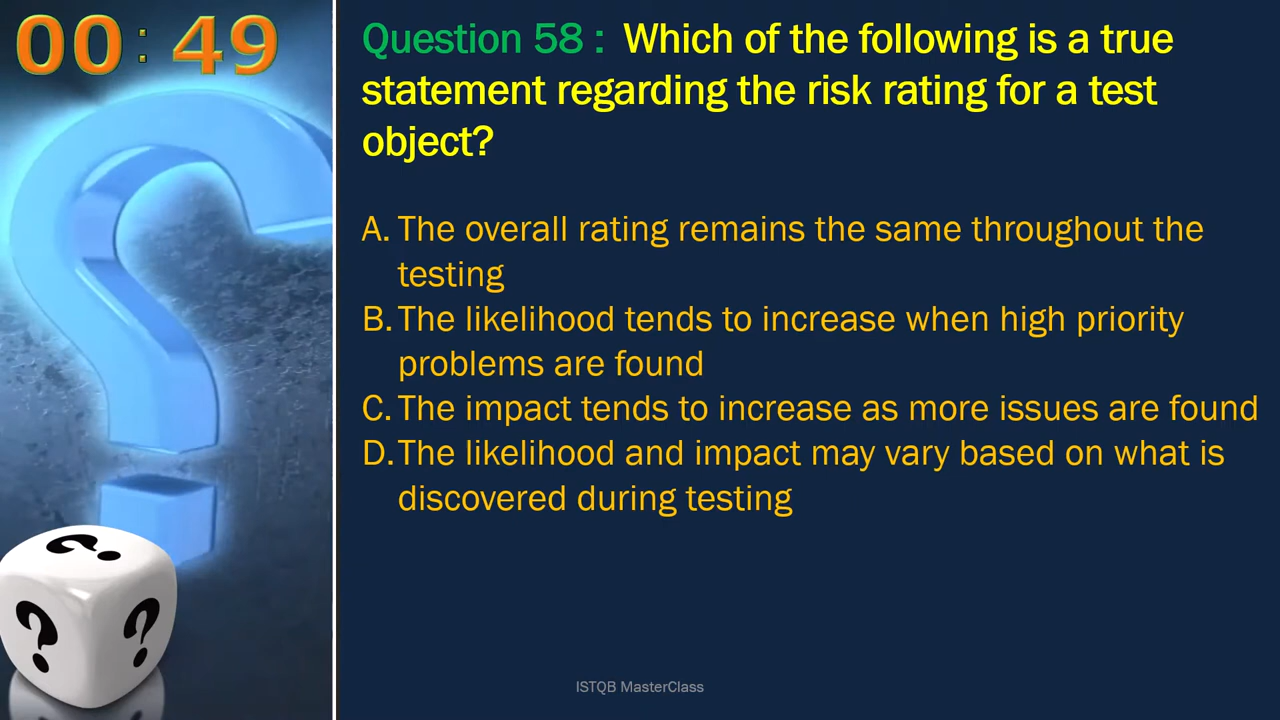 00:49
Question 58 : Which of the following is a true
statement regarding the risk rating for a test
object?
A. The overall rating remains the same throughout the
testing
B. The likelihood tends to increase when high priority
problems are found
C. The impact tends to increase as more issues are found
D. The likelihood and impact may vary based on what is
discovered during testing
? ? ?
ISTQB MasterClass